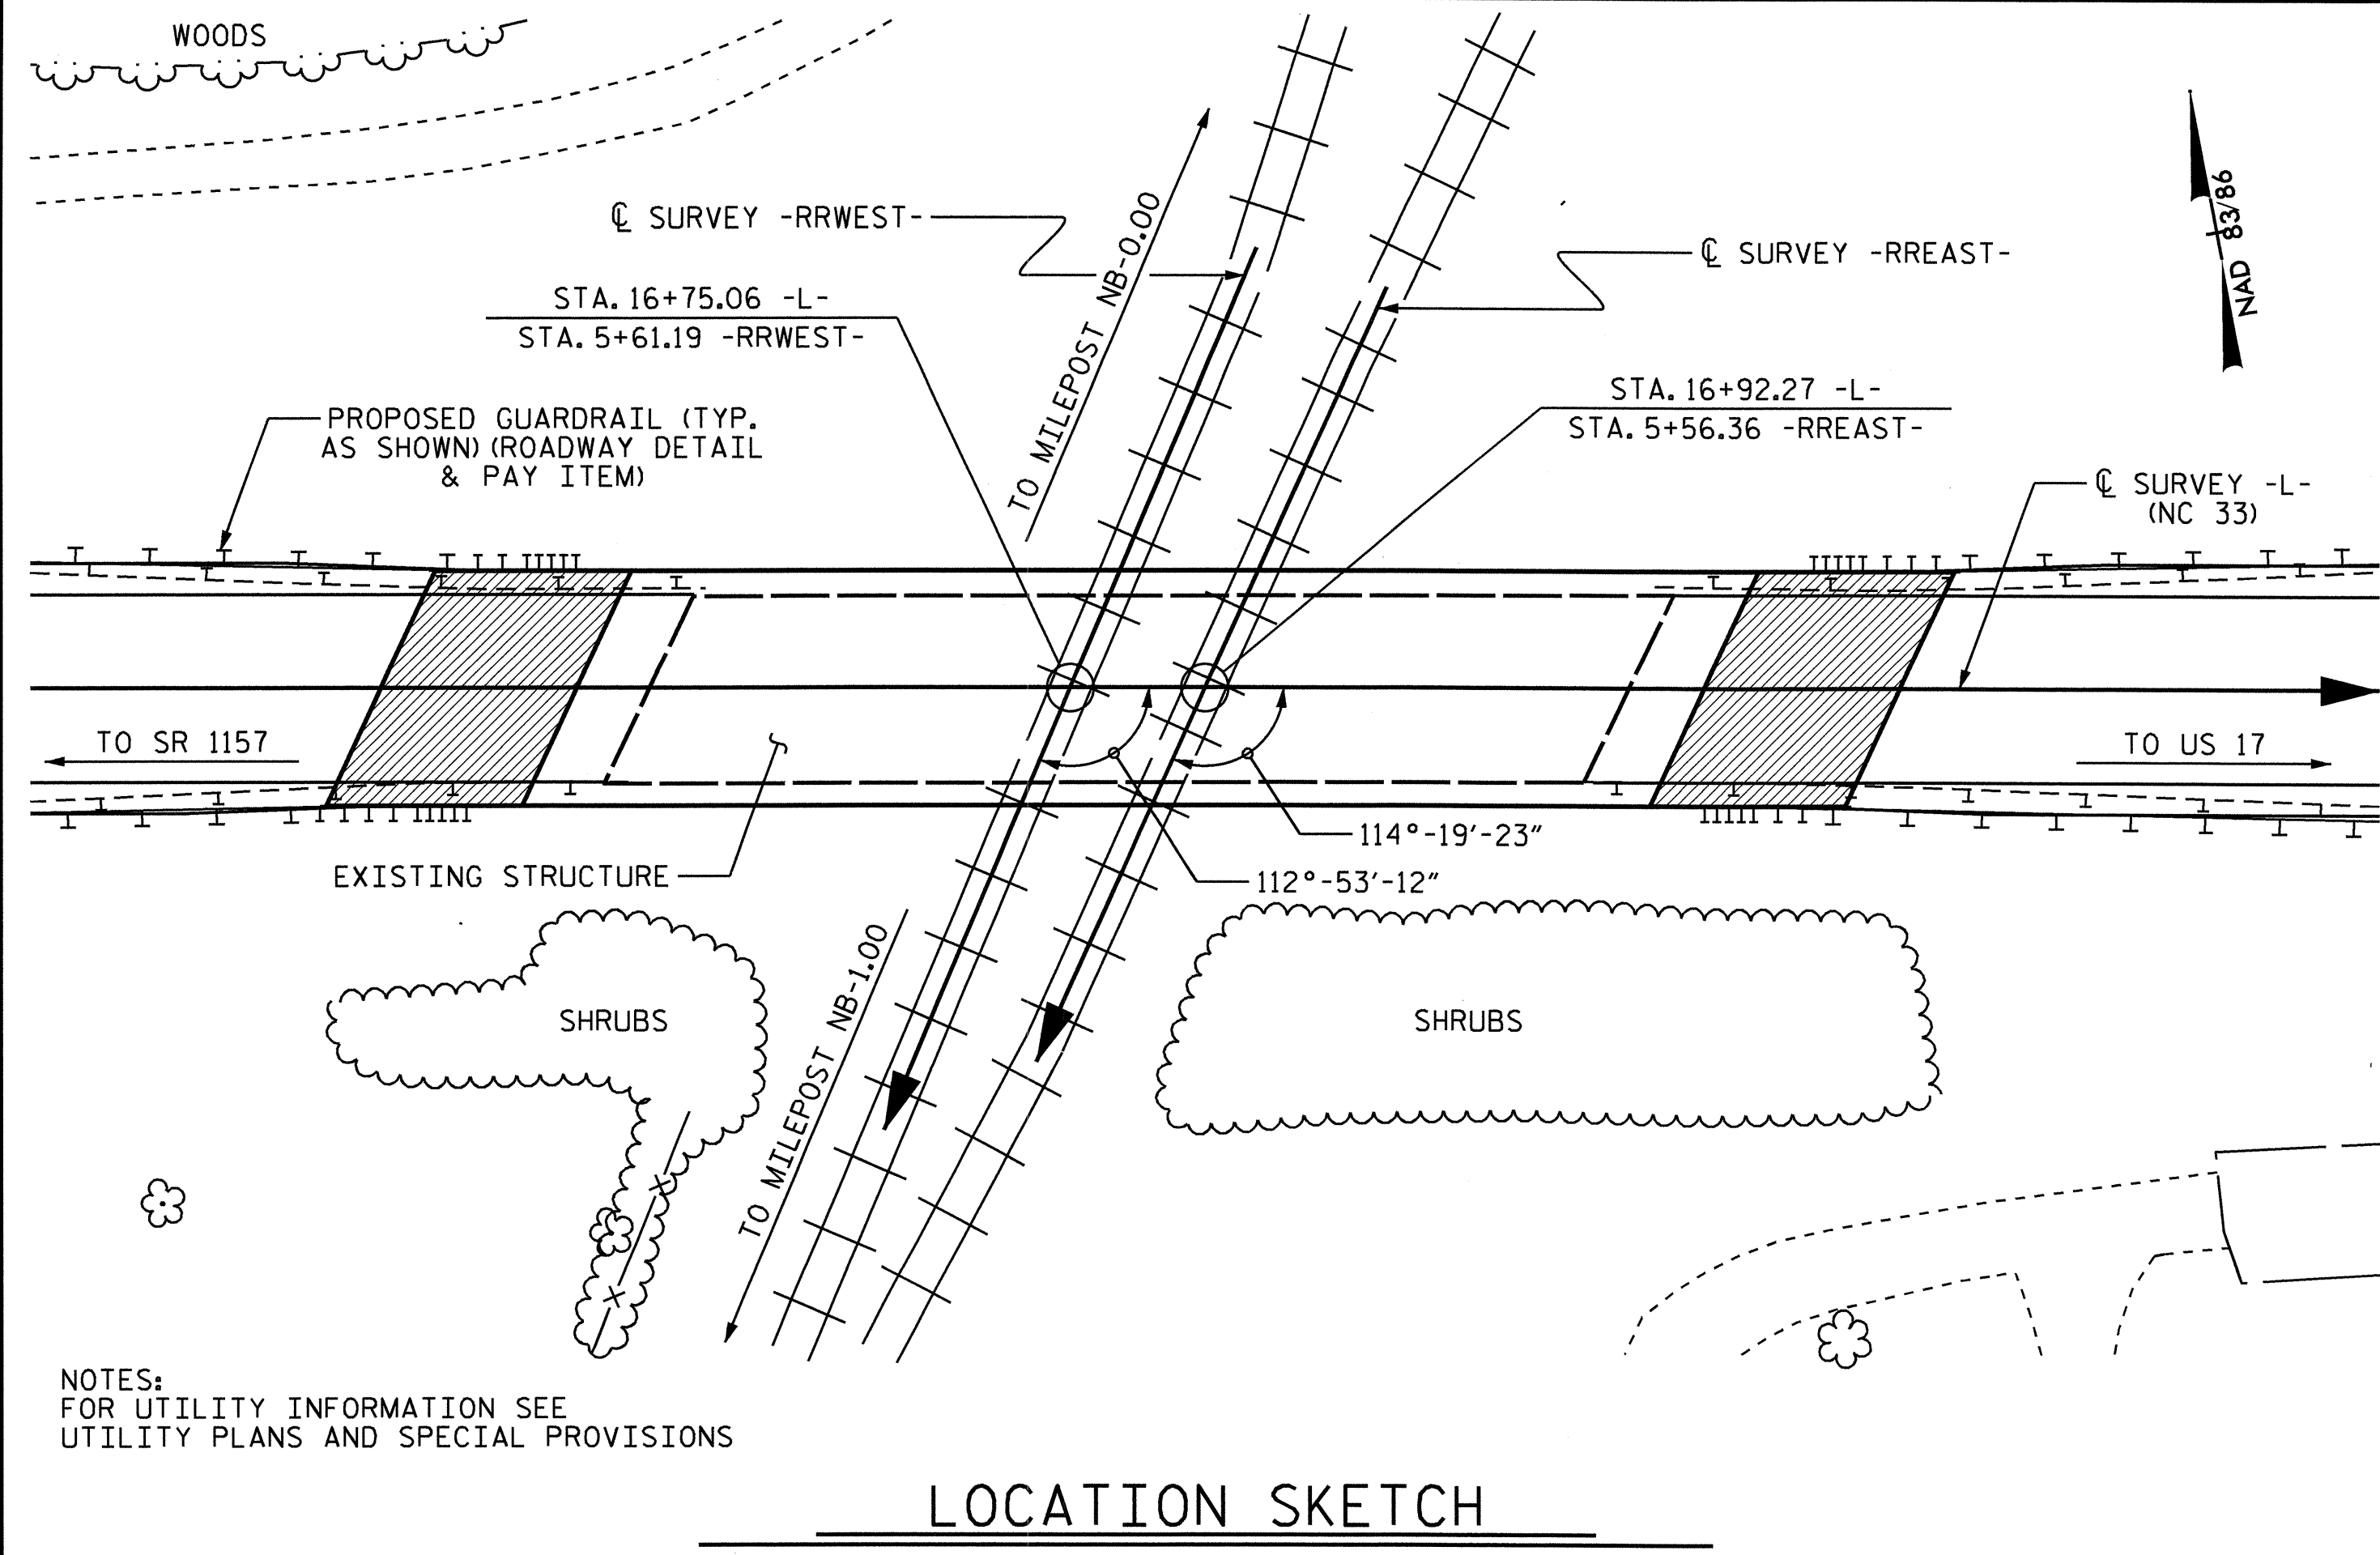 WOODS
℄ SURVEY -RRWEST-
TO MILEPOST NB-0.00
℄ SURVEY -RREAST-
NAD 83/86
STA. 16+75.06 -L-
STA. 5+61.19 -RRWEST-
STA. 16+92.27 -L-
STA. 5+56.36 -RREAST-
PROPOSED GUARDRAIL (TYP.
AS SHOWN) (ROADWAY DETAIL
& PAY ITEM)
℄ SURVEY -L-
(NC 33)
TO SR 1157
TO US 17
114°-19'-23"
112°-53'-12"
EXISTING STRUCTURE
TO MILEPOST NB-1.00
SHRUBS
SHRUBS
NOTES:
FOR UTILITY INFORMATION SEE
UTILITY PLANS AND SPECIAL PROVISIONS
LOCATION SKETCH